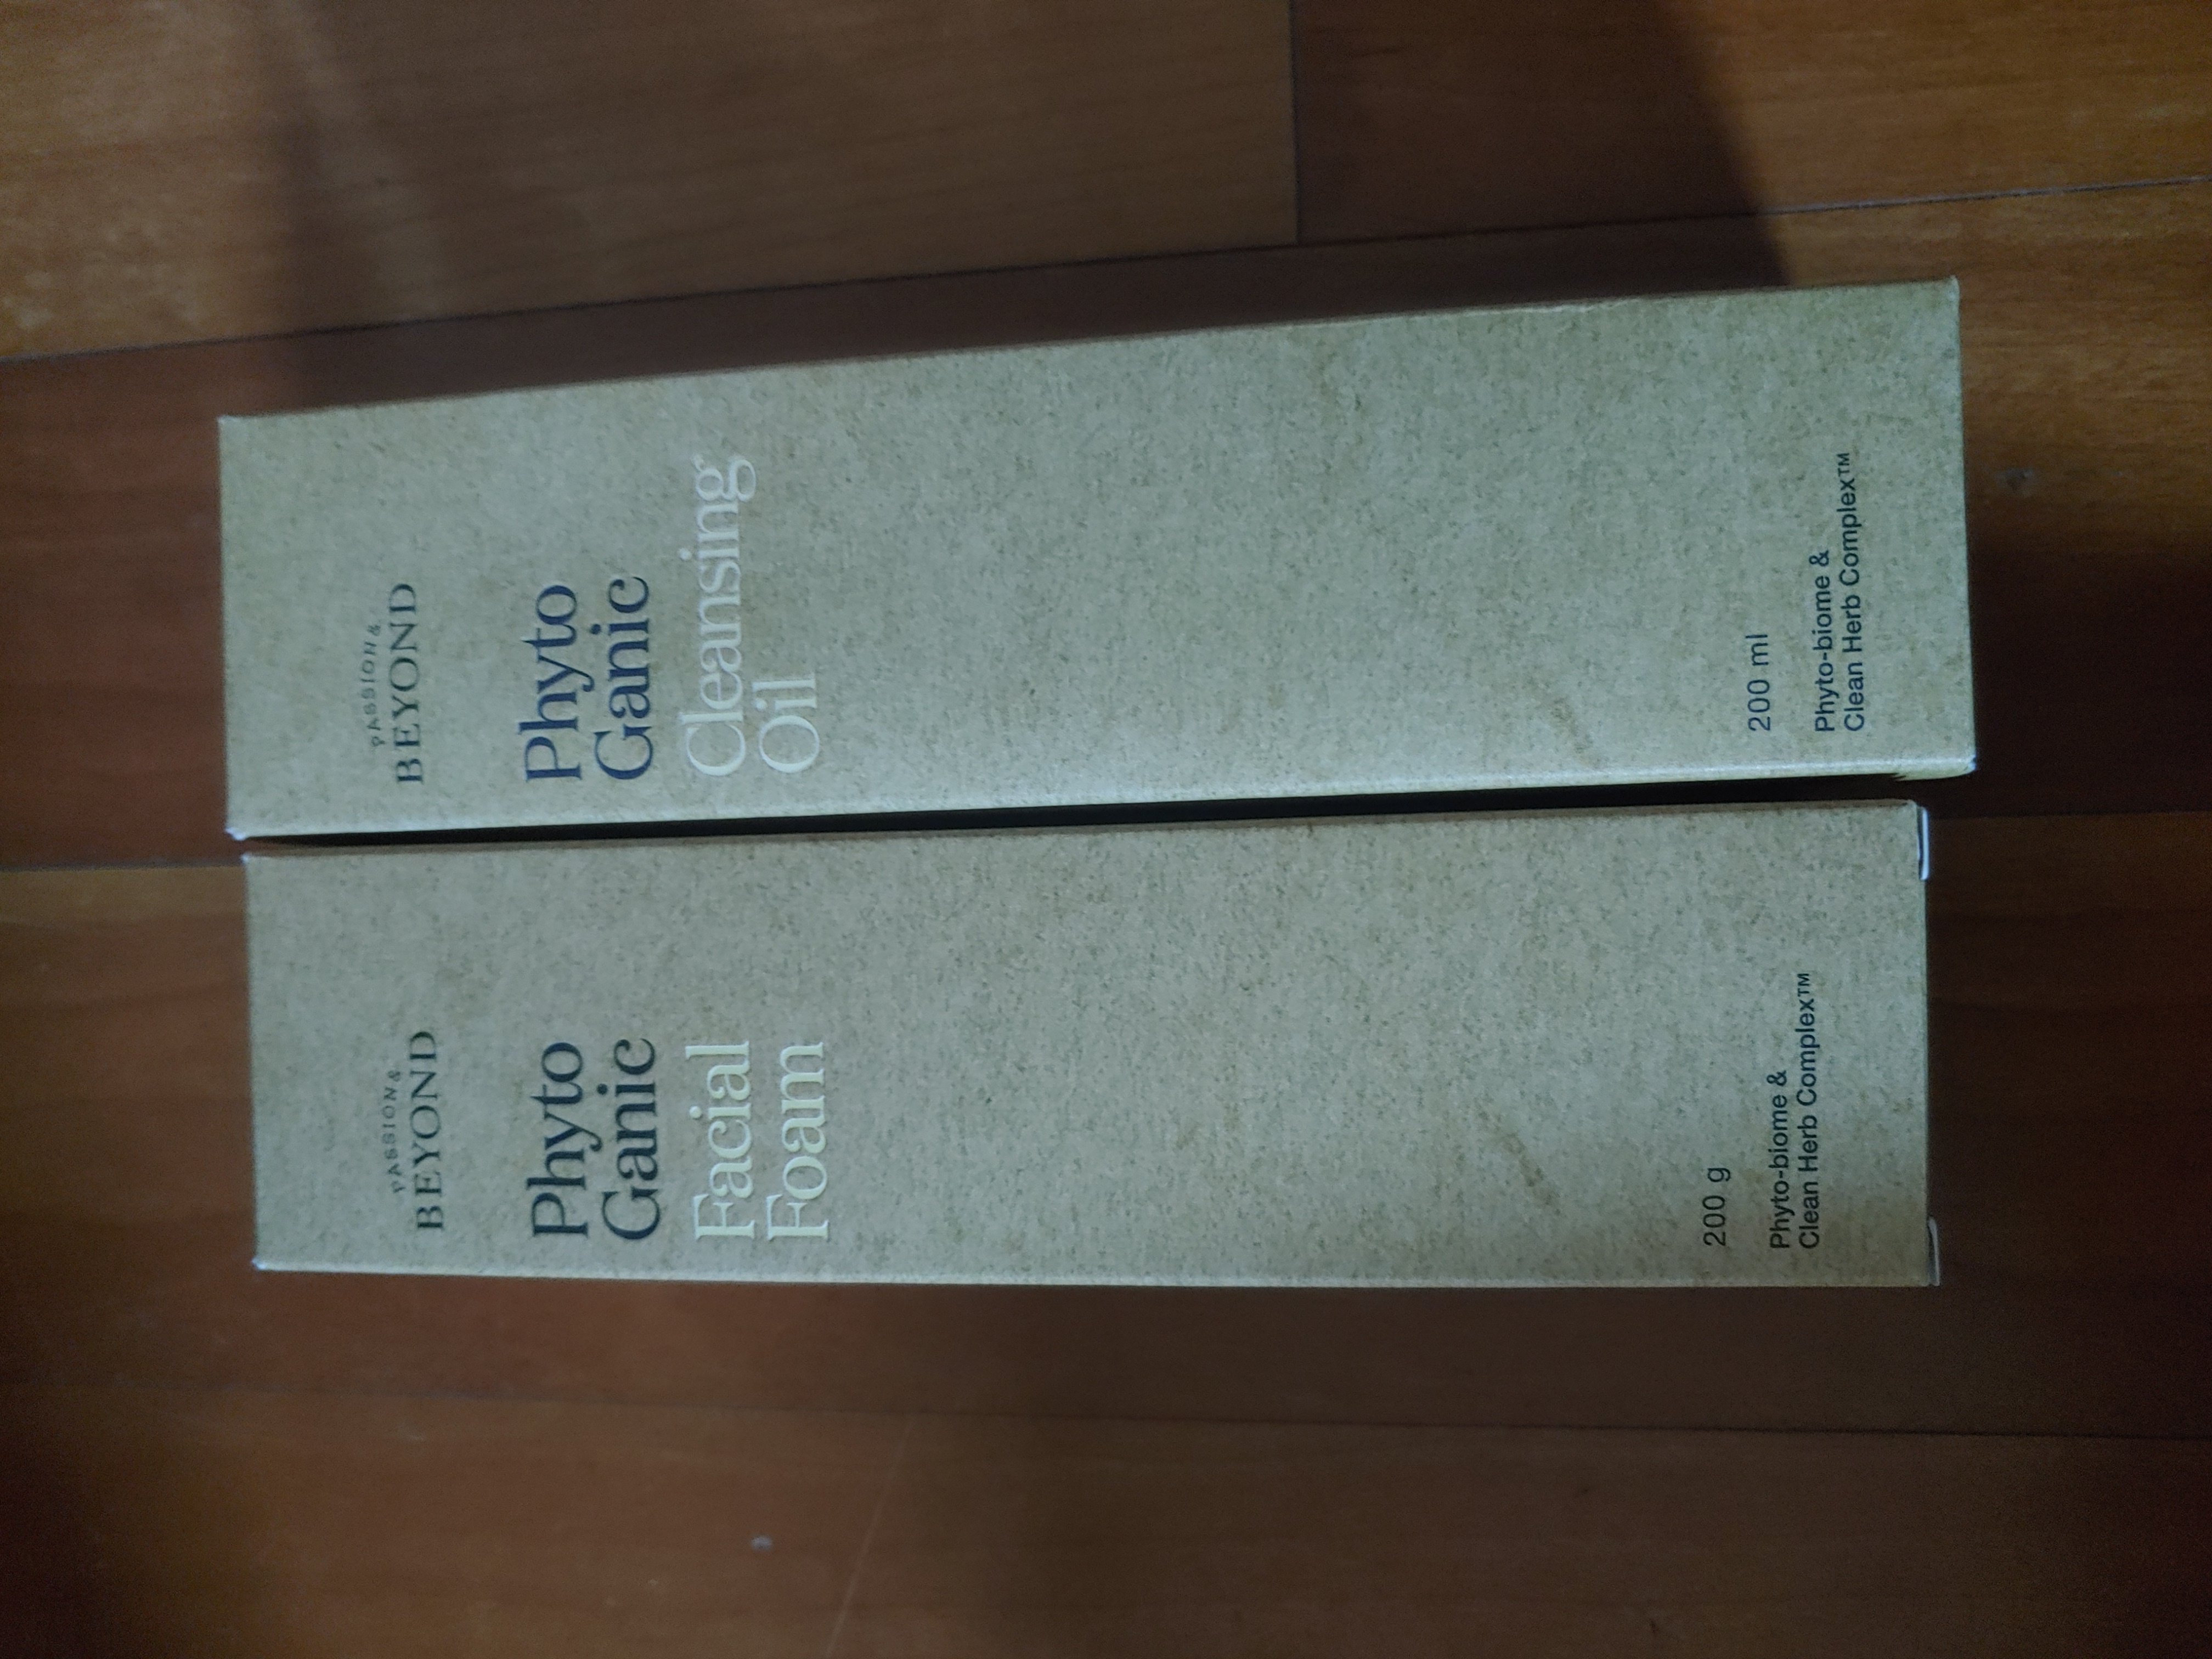 PASSION &
BEYOND
Phyto
Ganic
Cleansing
Oil
200 ml
Phyto-biome &
Clean Herb Complex™
PASSION &
BEYOND
Phyto
Ganic
Facial
Foam
200 g
Phyto-biome &
Clean Herb Complex™